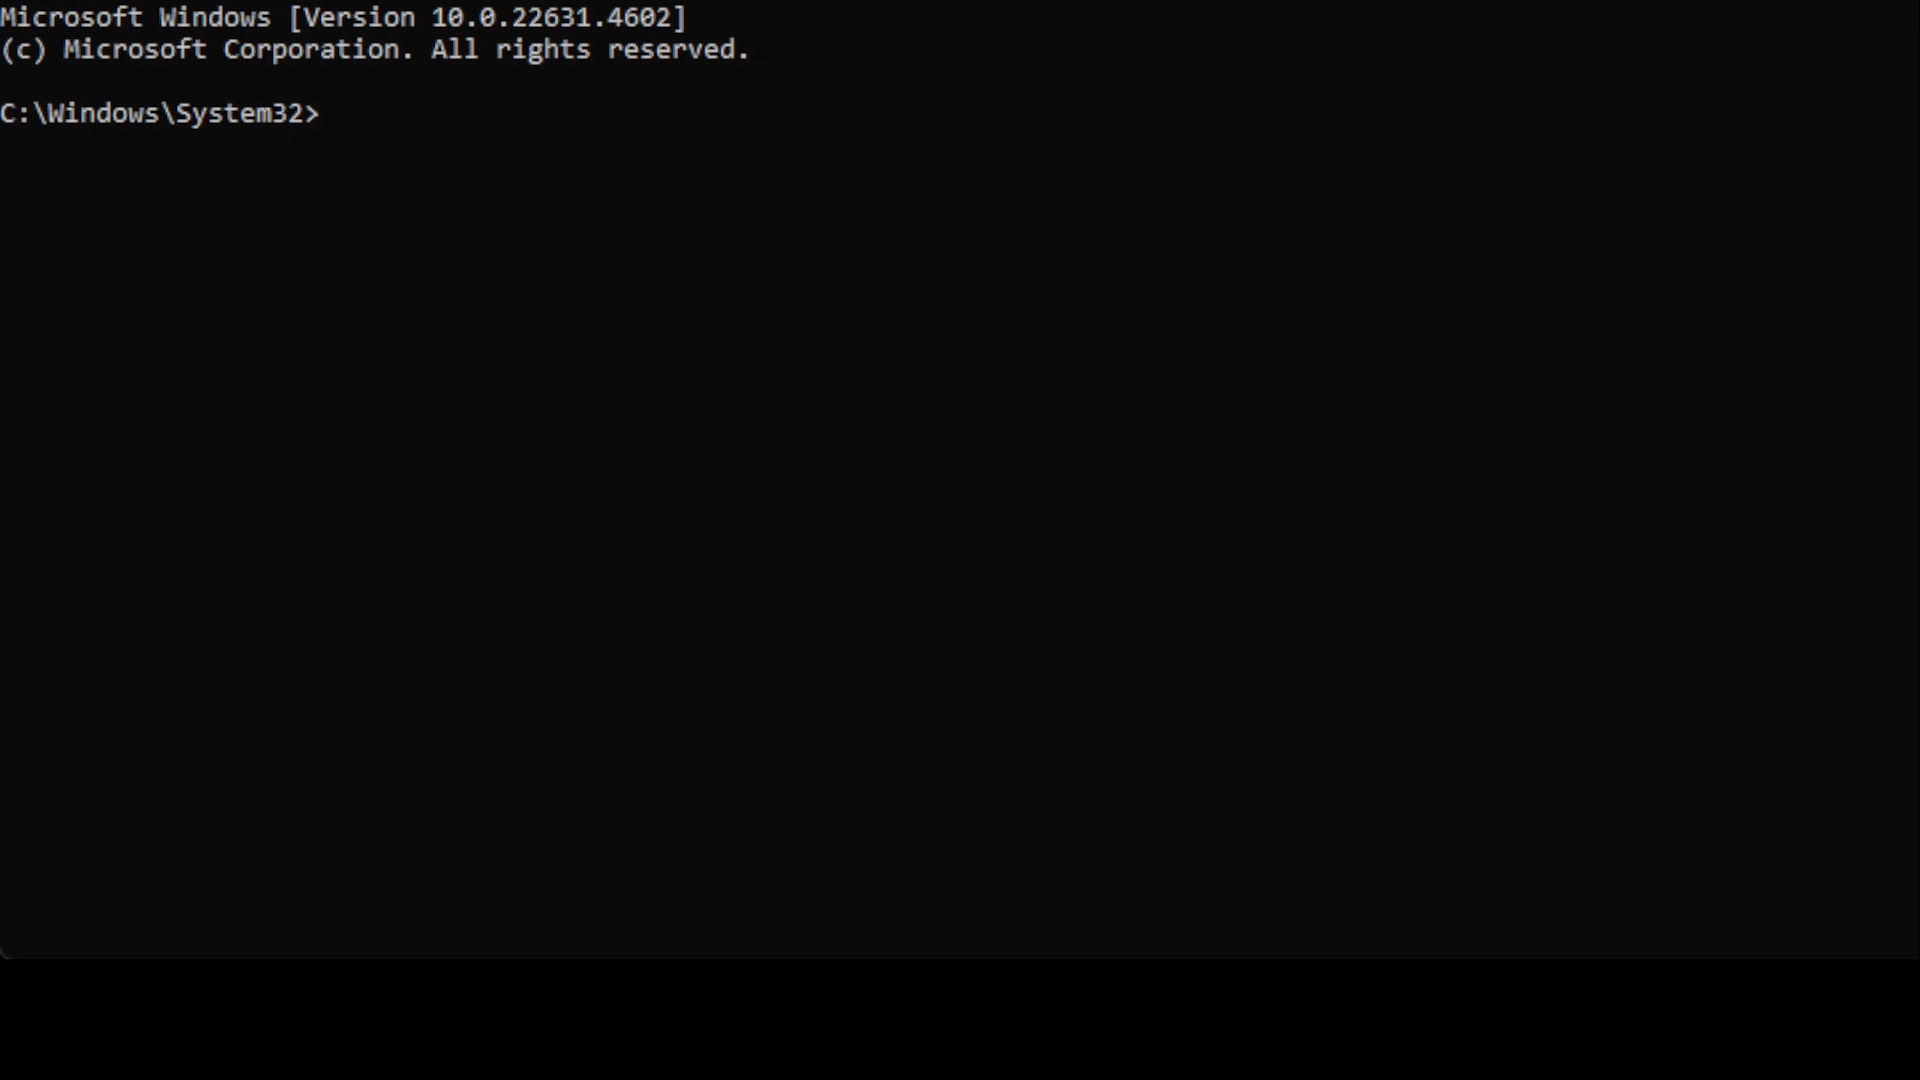 Microsoft Windows [Version 10.0.22631.4602]
(c) Microsoft Corporation. All rights reserved.
C:\Windows\System32>